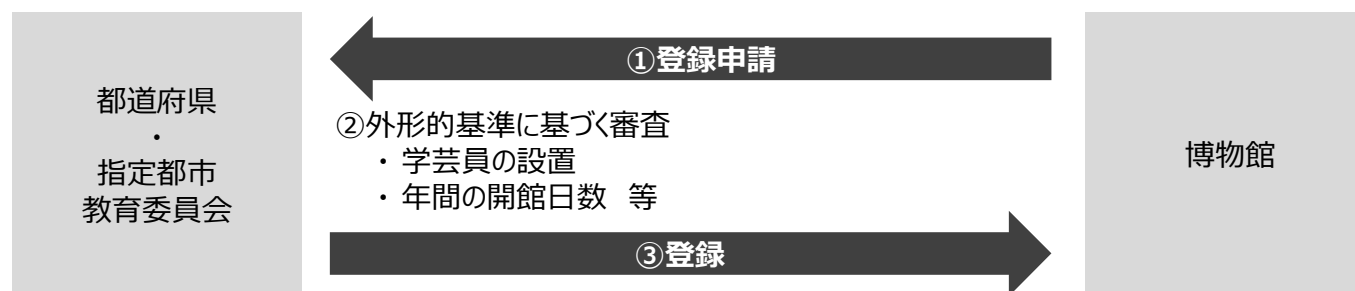 都道府県
・
指定都市
教育委員会
①登録申請
②外形的基準に基づく審査
・ 学芸員の設置
・ 年間の開館日数 等
③登録
博物館